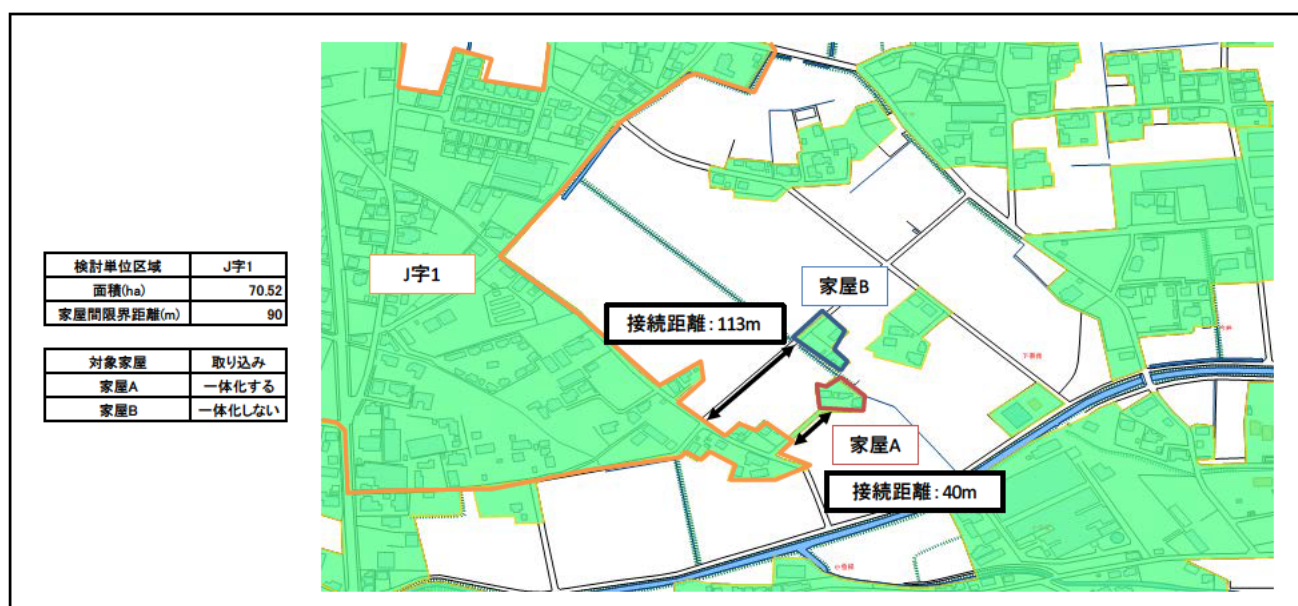 検討単位区域 J字1
面積(ha) 70.52
家屋間限界距離(m) 90
対象家屋 取り込み
家屋A 一体化する
家屋B 一体化しない
J字1
家屋B
接続距離:113m
家屋A
接続距離:40m